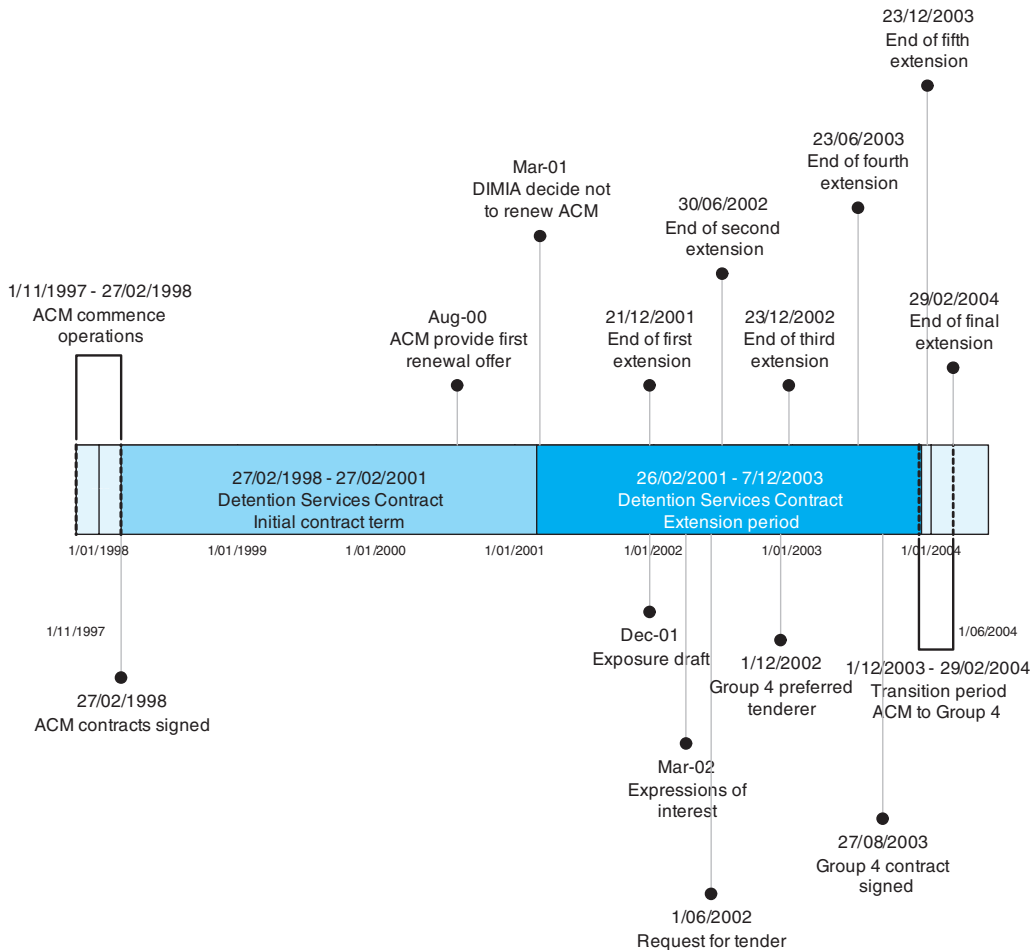 23/12/2003
End of fifth
extension
23/06/2003
End of fourth
extension
Mar-01
DIMIA decide not
to renew ACM
30/06/2002
End of second
extension
1/11/1997 - 27/02/1998
ACM commence
operations
29/02/2004
End of final
extension
Aug-00
ACM provide first
renewal offer
21/12/2001
End of first
extension
23/12/2002
End of third
extension
27/02/1998 - 27/02/2001
Detention Services Contract
Initial contract term
26/02/2001 - 7/12/2003
Detention Services Contract
Extension period
1/01/1998
1/01/1999
1/01/2000
1/01/2001
1/01/2002
1/01/2003
1/01/2004
1/11/1997
1/06/2004
Dec-01
Exposure draft
1/12/2002
Group 4 preferred
tenderer
1/12/2003 - 29/02/2004
Transition period
ACM to Group 4
27/02/1998
ACM contracts signed
Mar-02
Expressions of
interest
27/08/2003
Group 4 contract
signed
1/06/2002
Request for tender